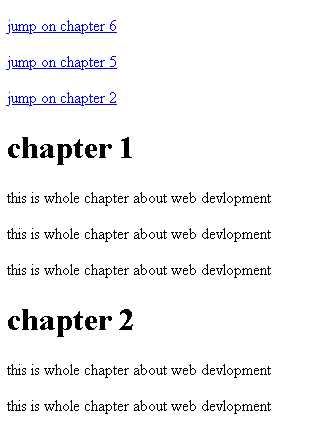 jump on chapter 6
jump on chapter 5
jump on chapter 2
chapter 1
this is whole chapter about web devlopment
this is whole chapter about web devlopment
this is whole chapter about web devlopment
chapter 2
this is whole chapter about web devlopment
this is whole chapter about web devlopment